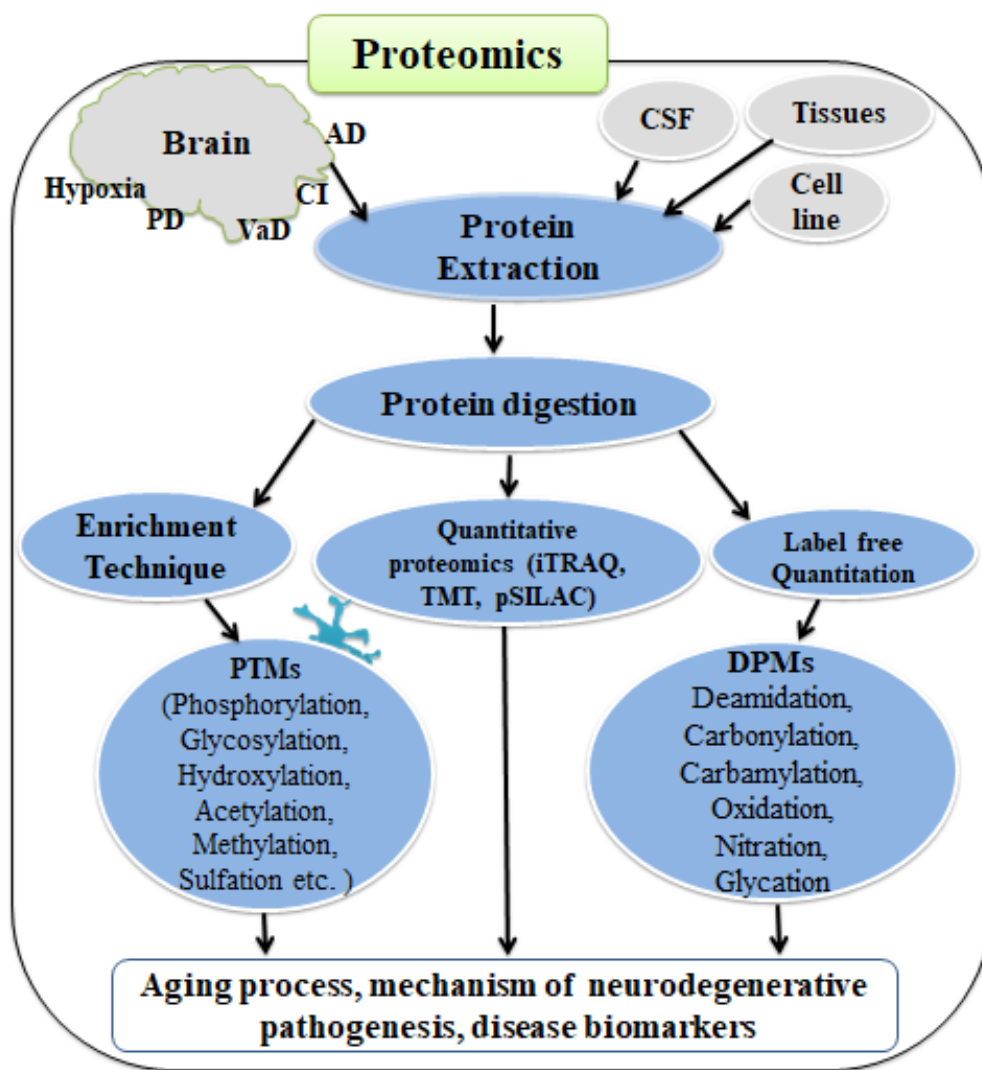 Proteomics
Brain
AD
CI
VaD
PD
Hypoxia
CSF
Tissues
Cell
line
Protein
Extraction
Protein digestion
Enrichment
Technique
Quantitative
proteomics (iTRAQ,
TMT, pSILAC)
Label free
Quantitation
PTMs
(Phosphorylation,
Glycosylation,
Hydroxylation,
Acetylation,
Methylation,
Sulfation etc. )
DPMs
Deamidation,
Carbonylation,
Carbamylation,
Oxidation,
Nitration,
Glycation
Aging process, mechanism of neurodegenerative
pathogenesis, disease biomarkers